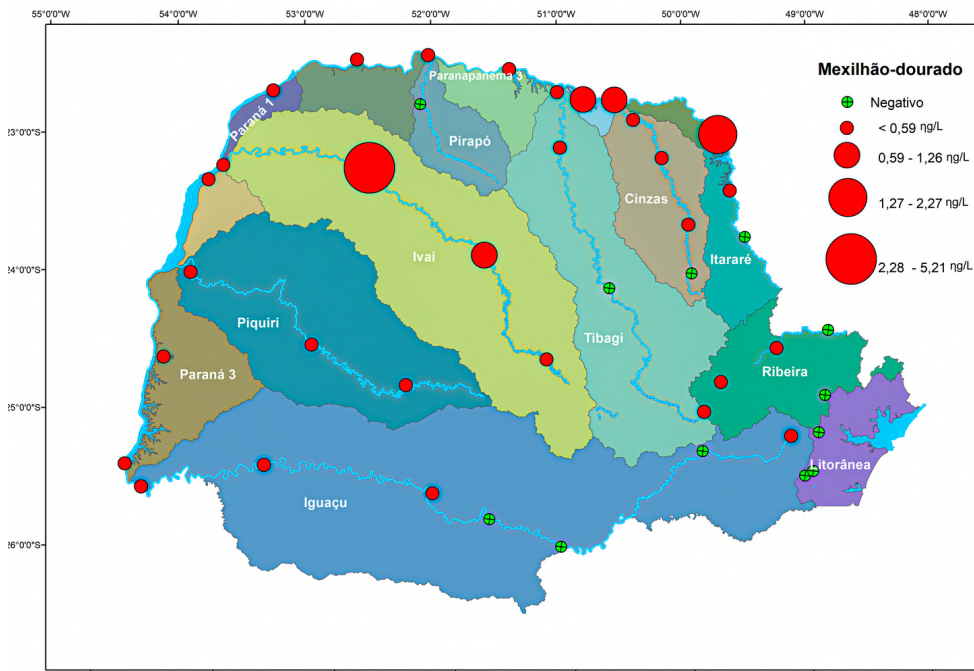 55°0'0"O 54°0'0"O 53°0'0"O 52°0'0"O 51°0'0"O 50°0'0"O 49°0'0"O 48°0'0"O
Mexilhão-dourado
Negativo
< 0,59 ng/L
0,59 - 1,26 ng/L
1,27 - 2,27 ng/L
2,28 - 5,21 ng/L
Paranapanema 3
Paraná 1
23°0'0"S
Pirapó
Cinzas
Ivaí
Itararé
24°0'0"S
Piquiri
Tibagi
Paraná 3
Ribeira
25°0'0"S
Litorânea
Iguaçu
26°0'0"S